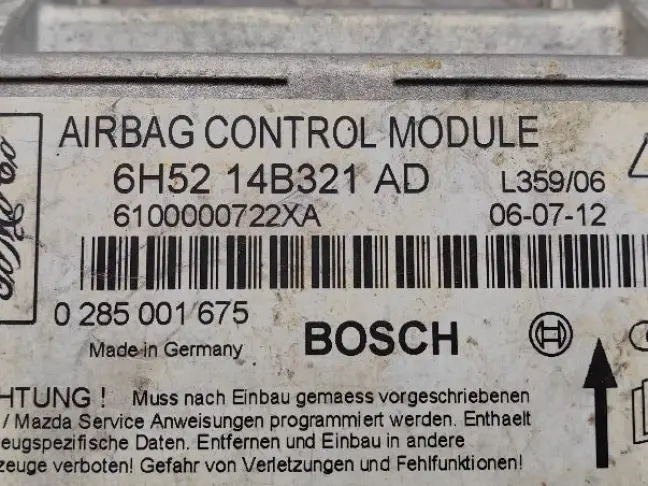 AIRBAG CONTROL MODULE
6H52 14B321 AD L359/06
6100000722XA 06-07-12
0 285 001 675
Made in Germany BOSCH
HTUNG ! Muss nach Einbau gemaess vorgeschriebenen
/ Mazda Service Anweisungen programmiert werden. Enthaelt
eugspezifische Daten. Entfernen und Einbau in andere
zeuge verboten! Gefahr von Verletzungen und Fehlfunktionen!